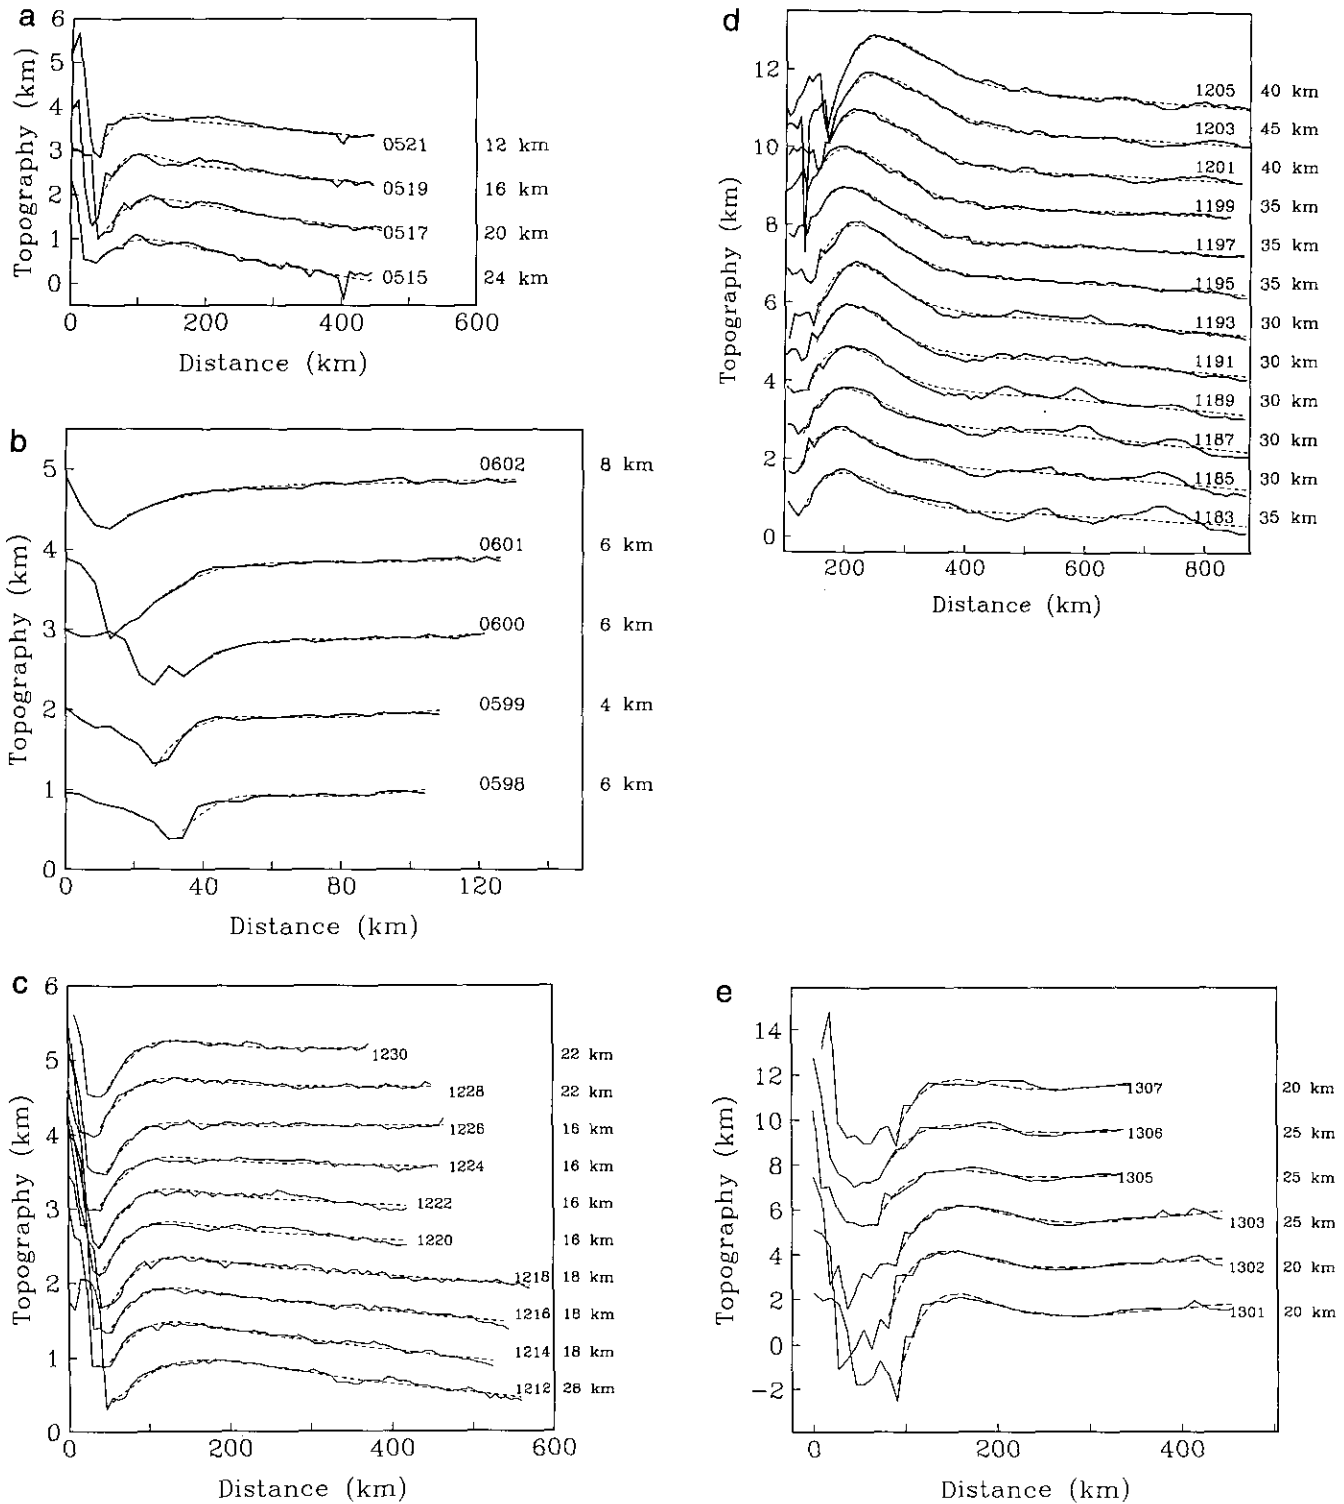 a
6
5
4
3
2
1
0
Topography (km)
0521 12 km
0519 16 km
0517 20 km
0515 24 km
0 200 400 600
Distance (km)
b
5
4
3
2
1
0
Topography (km)
0602 8 km
0601 6 km
0600 6 km
0599 4 km
0598 6 km
0 40 80 120
Distance (km)
c
6
5
4
3
2
1
0
Topography (km)
1230 22 km
1228 22 km
1226 16 km
1224 16 km
1222 16 km
1220 16 km
1218 18 km
1216 18 km
1214 18 km
1212 28 km
0 200 400 600
Distance (km)
d
12
10
8
6
4
2
0
Topography (km)
1205 40 km
1203 45 km
1201 40 km
1199 35 km
1197 35 km
1195 35 km
1193 30 km
1191 30 km
1189 30 km
1187 30 km
1185 30 km
1183 35 km
200 400 600 800
Distance (km)
e
14
12
10
8
6
4
2
0
-2
Topography (km)
1307 20 km
1306 25 km
1305 25 km
1303 25 km
1302 20 km
1301 20 km
0 200 400
Distance (km)